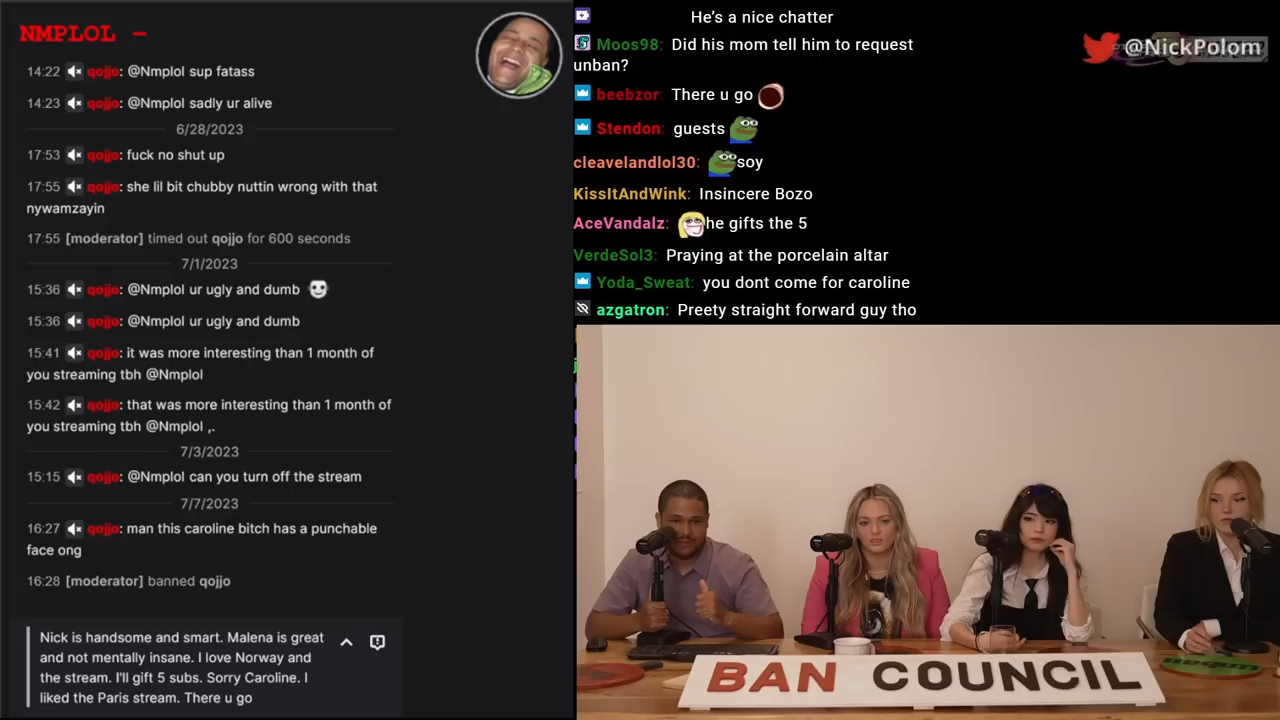 NMPLOL -
14:22 qojjo: @Nmplol sup fatass
14:23 qojjo: @Nmplol sadly ur alive
6/28/2023
17:53 qojjo: fuck no shut up
17:55 qojjo: she lil bit chubby nuttin wrong with that
nywamzayin
17:55 [moderator] timed out qojjo for 600 seconds
7/1/2023
15:36 qojjo: @Nmplol ur ugly and dumb
15:36 qojjo: @Nmplol ur ugly and dumb
15:41 qojjo: it was more interesting than 1 month of
you streaming tbh @Nmplol
15:42 qojjo: that was more interesting than 1 month of
you streaming tbh @Nmplol ,.
7/3/2023
15:15 qojjo: @Nmplol can you turn off the stream
7/7/2023
16:27 qojjo: man this caroline bitch has a punchable
face ong
16:28 [moderator] banned qojjo
Nick is handsome and smart. Malena is great
and not mentally insane. I love Norway and
the stream. I'll gift 5 subs. Sorry Caroline. I
liked the Paris stream. There u go
He's a nice chatter
Moos98: Did his mom tell him to request
unban?
beebzor: There u go
Stendon: guests
cleavelandlol30: soy
KissItAndWink: Insincere Bozo
AceVandalz: he gifts the 5
VerdeSol3: Praying at the porcelain altar
Yoda_Sweat: you dont come for caroline
azgatron: Preety straight forward guy tho
@NickPolom
BAN COUNCIL